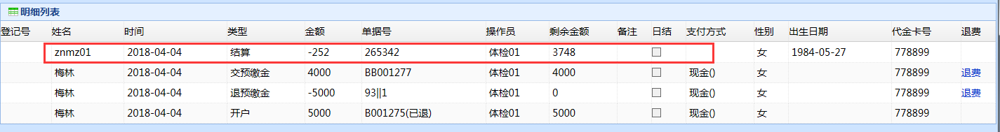 明细列表
登记号 姓名 时间 类型 金额 单据号 操作员 剩余金额 备注 日结 支付方式 性别 出生日期 代金卡号 退费
znmz01 2018-04-04 结算 -252 265342 体检01 3748 女 1984-05-27 778899
梅林 2018-04-04 交预缴金 4000 BB001277 体检01 4000 现金() 女 778899 退费
梅林 2018-04-04 退预缴金 -5000 93||1 体检01 0 现金() 女 778899 退费
梅林 2018-04-04 开户 5000 B001275(已退) 体检01 5000 现金() 女 778899